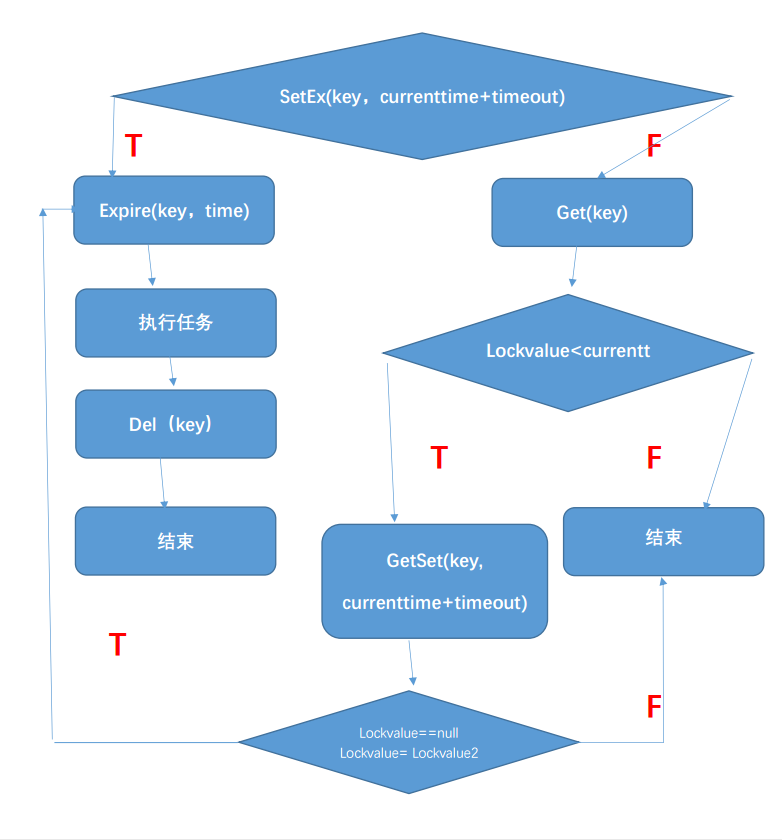 SetEx(key，currenttime+timeout)
T
F
Expire(key，time)
Get(key)
执行任务
Lockvalue<currentt
Del（key）
T
F
结束
结束
GetSet(key,
currenttime+timeout)
T
F
Lockvalue==null
Lockvalue= Lockvalue2